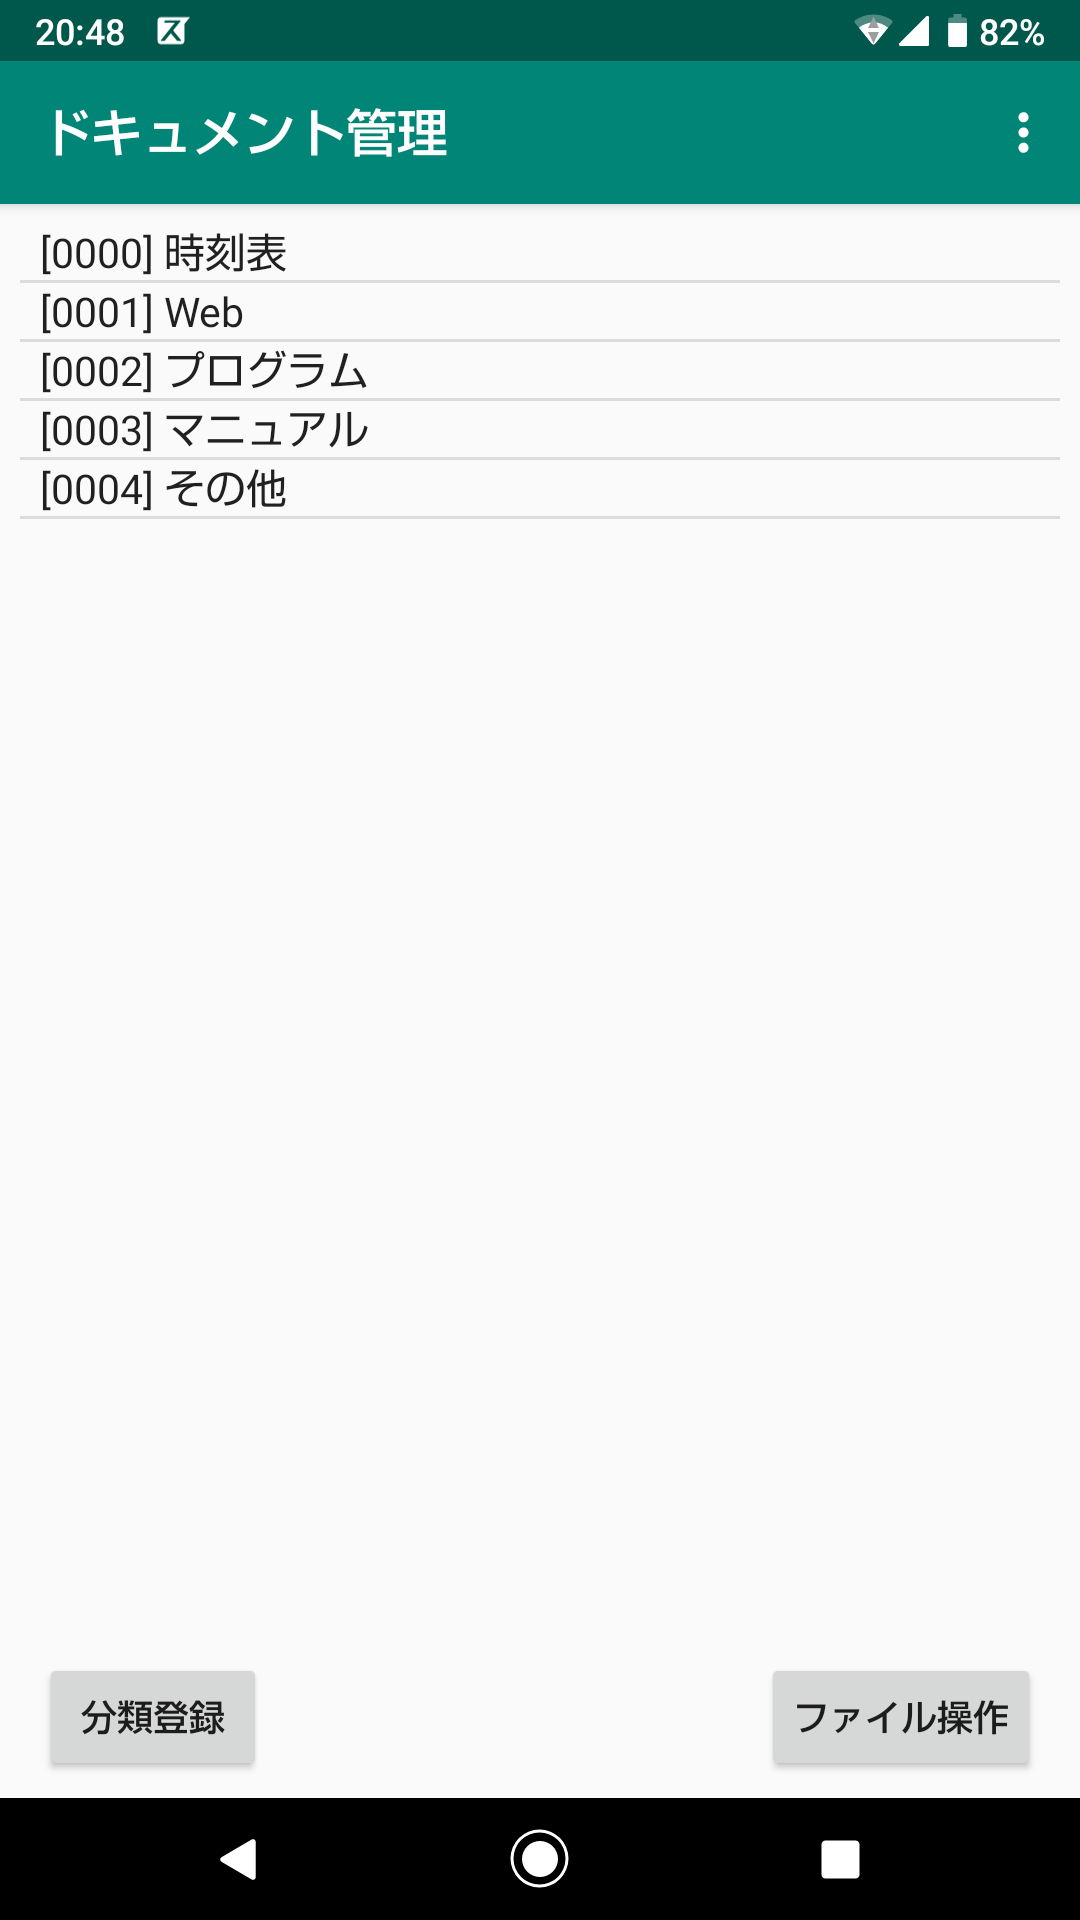 20:48 82%
ドキュメント管理
[0000] 時刻表
[0001] Web
[0002] プログラム
[0003] マニュアル
[0004] その他
分類登録 ファイル操作